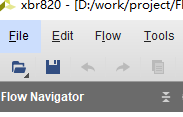 xbr820 - [D:/work/project/F
File Edit Flow Tools
Flow Navigator